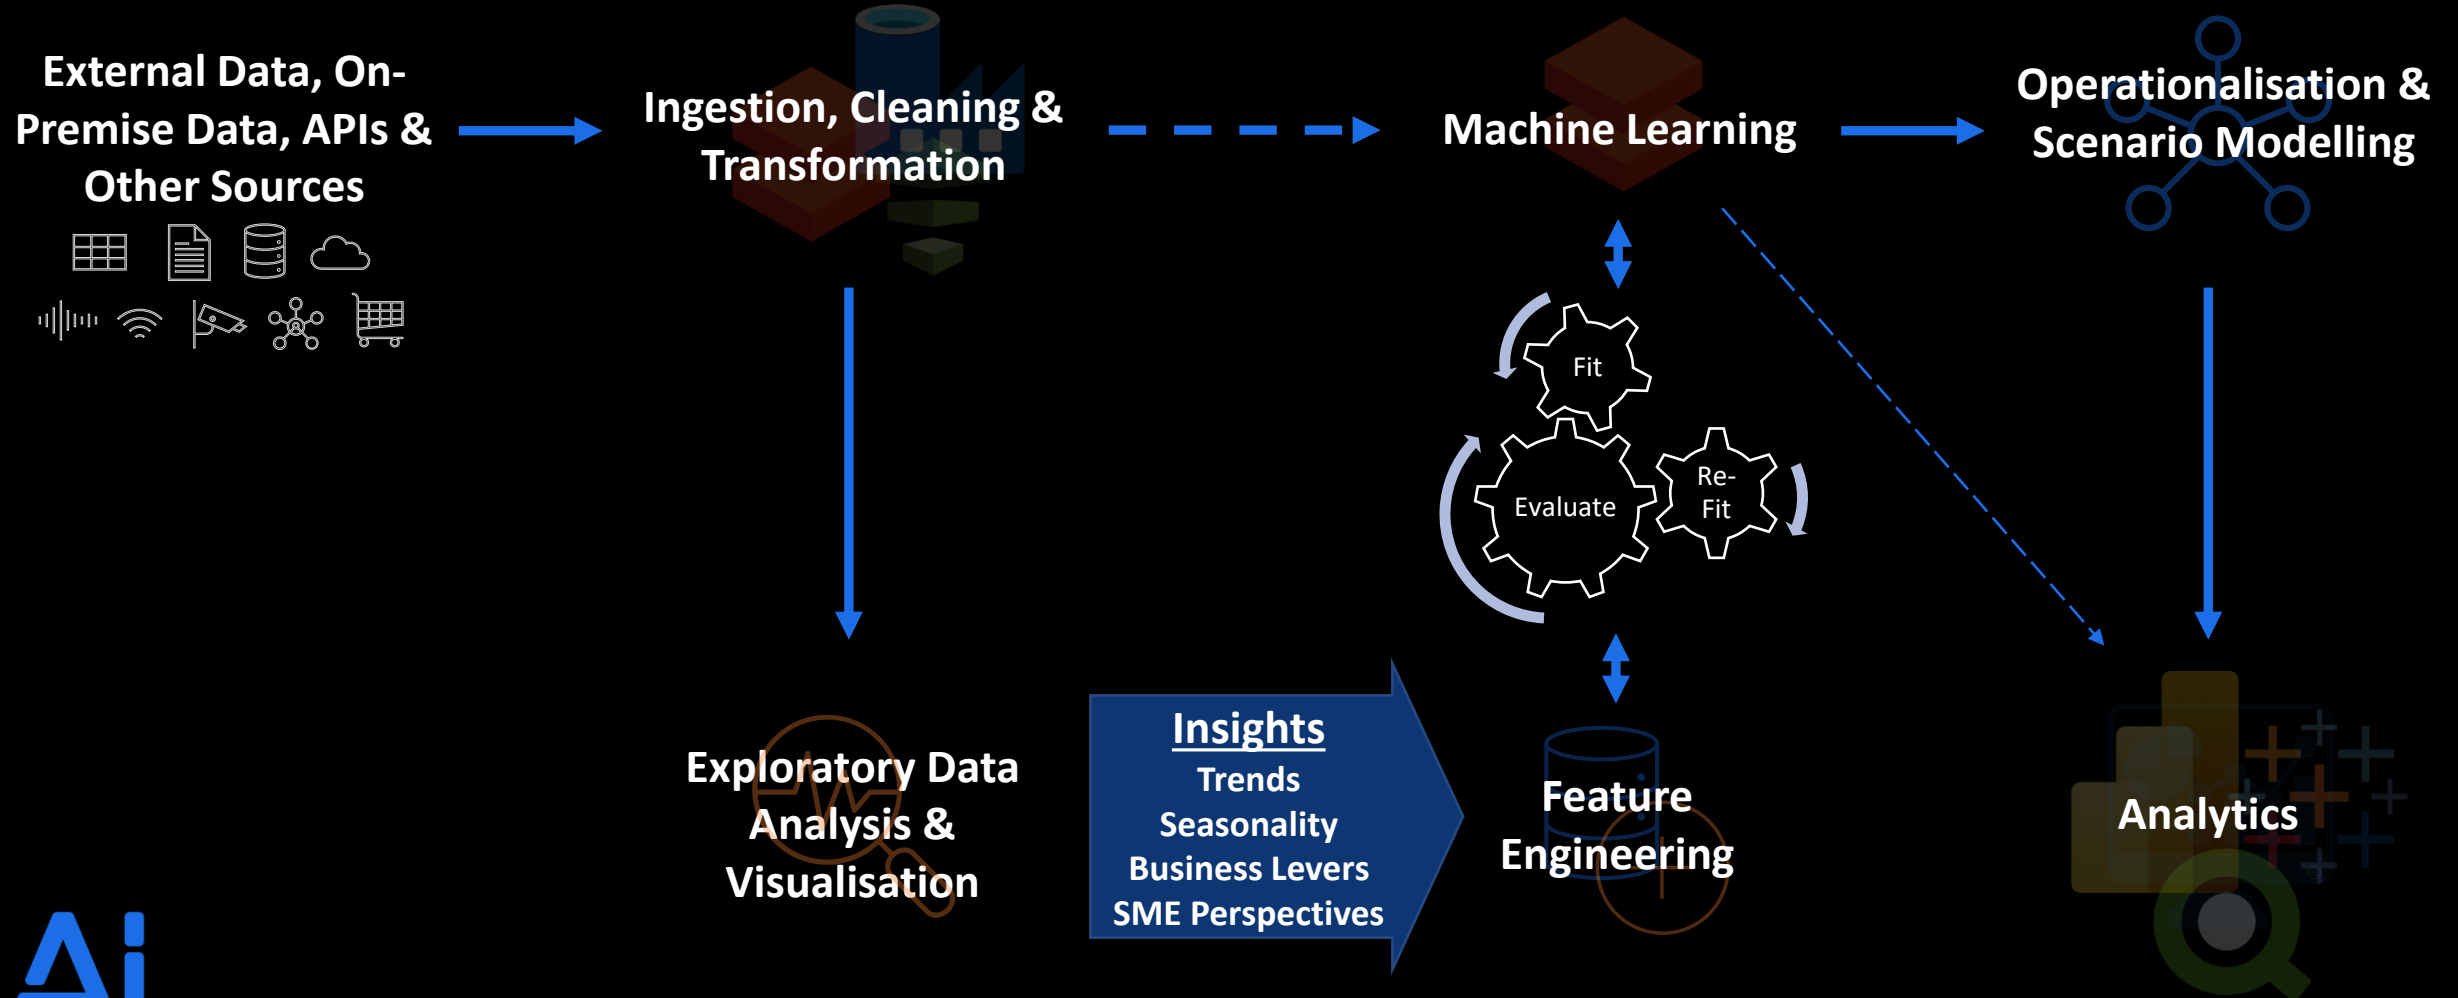 External Data, On-
Premise Data, APIs &
Other Sources
Ingestion, Cleaning &
Transformation
Machine Learning
Operationalisation &
Scenario Modelling
Fit
Evaluate
Re-
Fit
Exploratory Data
Analysis &
Visualisation
Insights
Trends
Seasonality
Business Levers
SME Perspectives
Feature
Engineering
Analytics
Ai